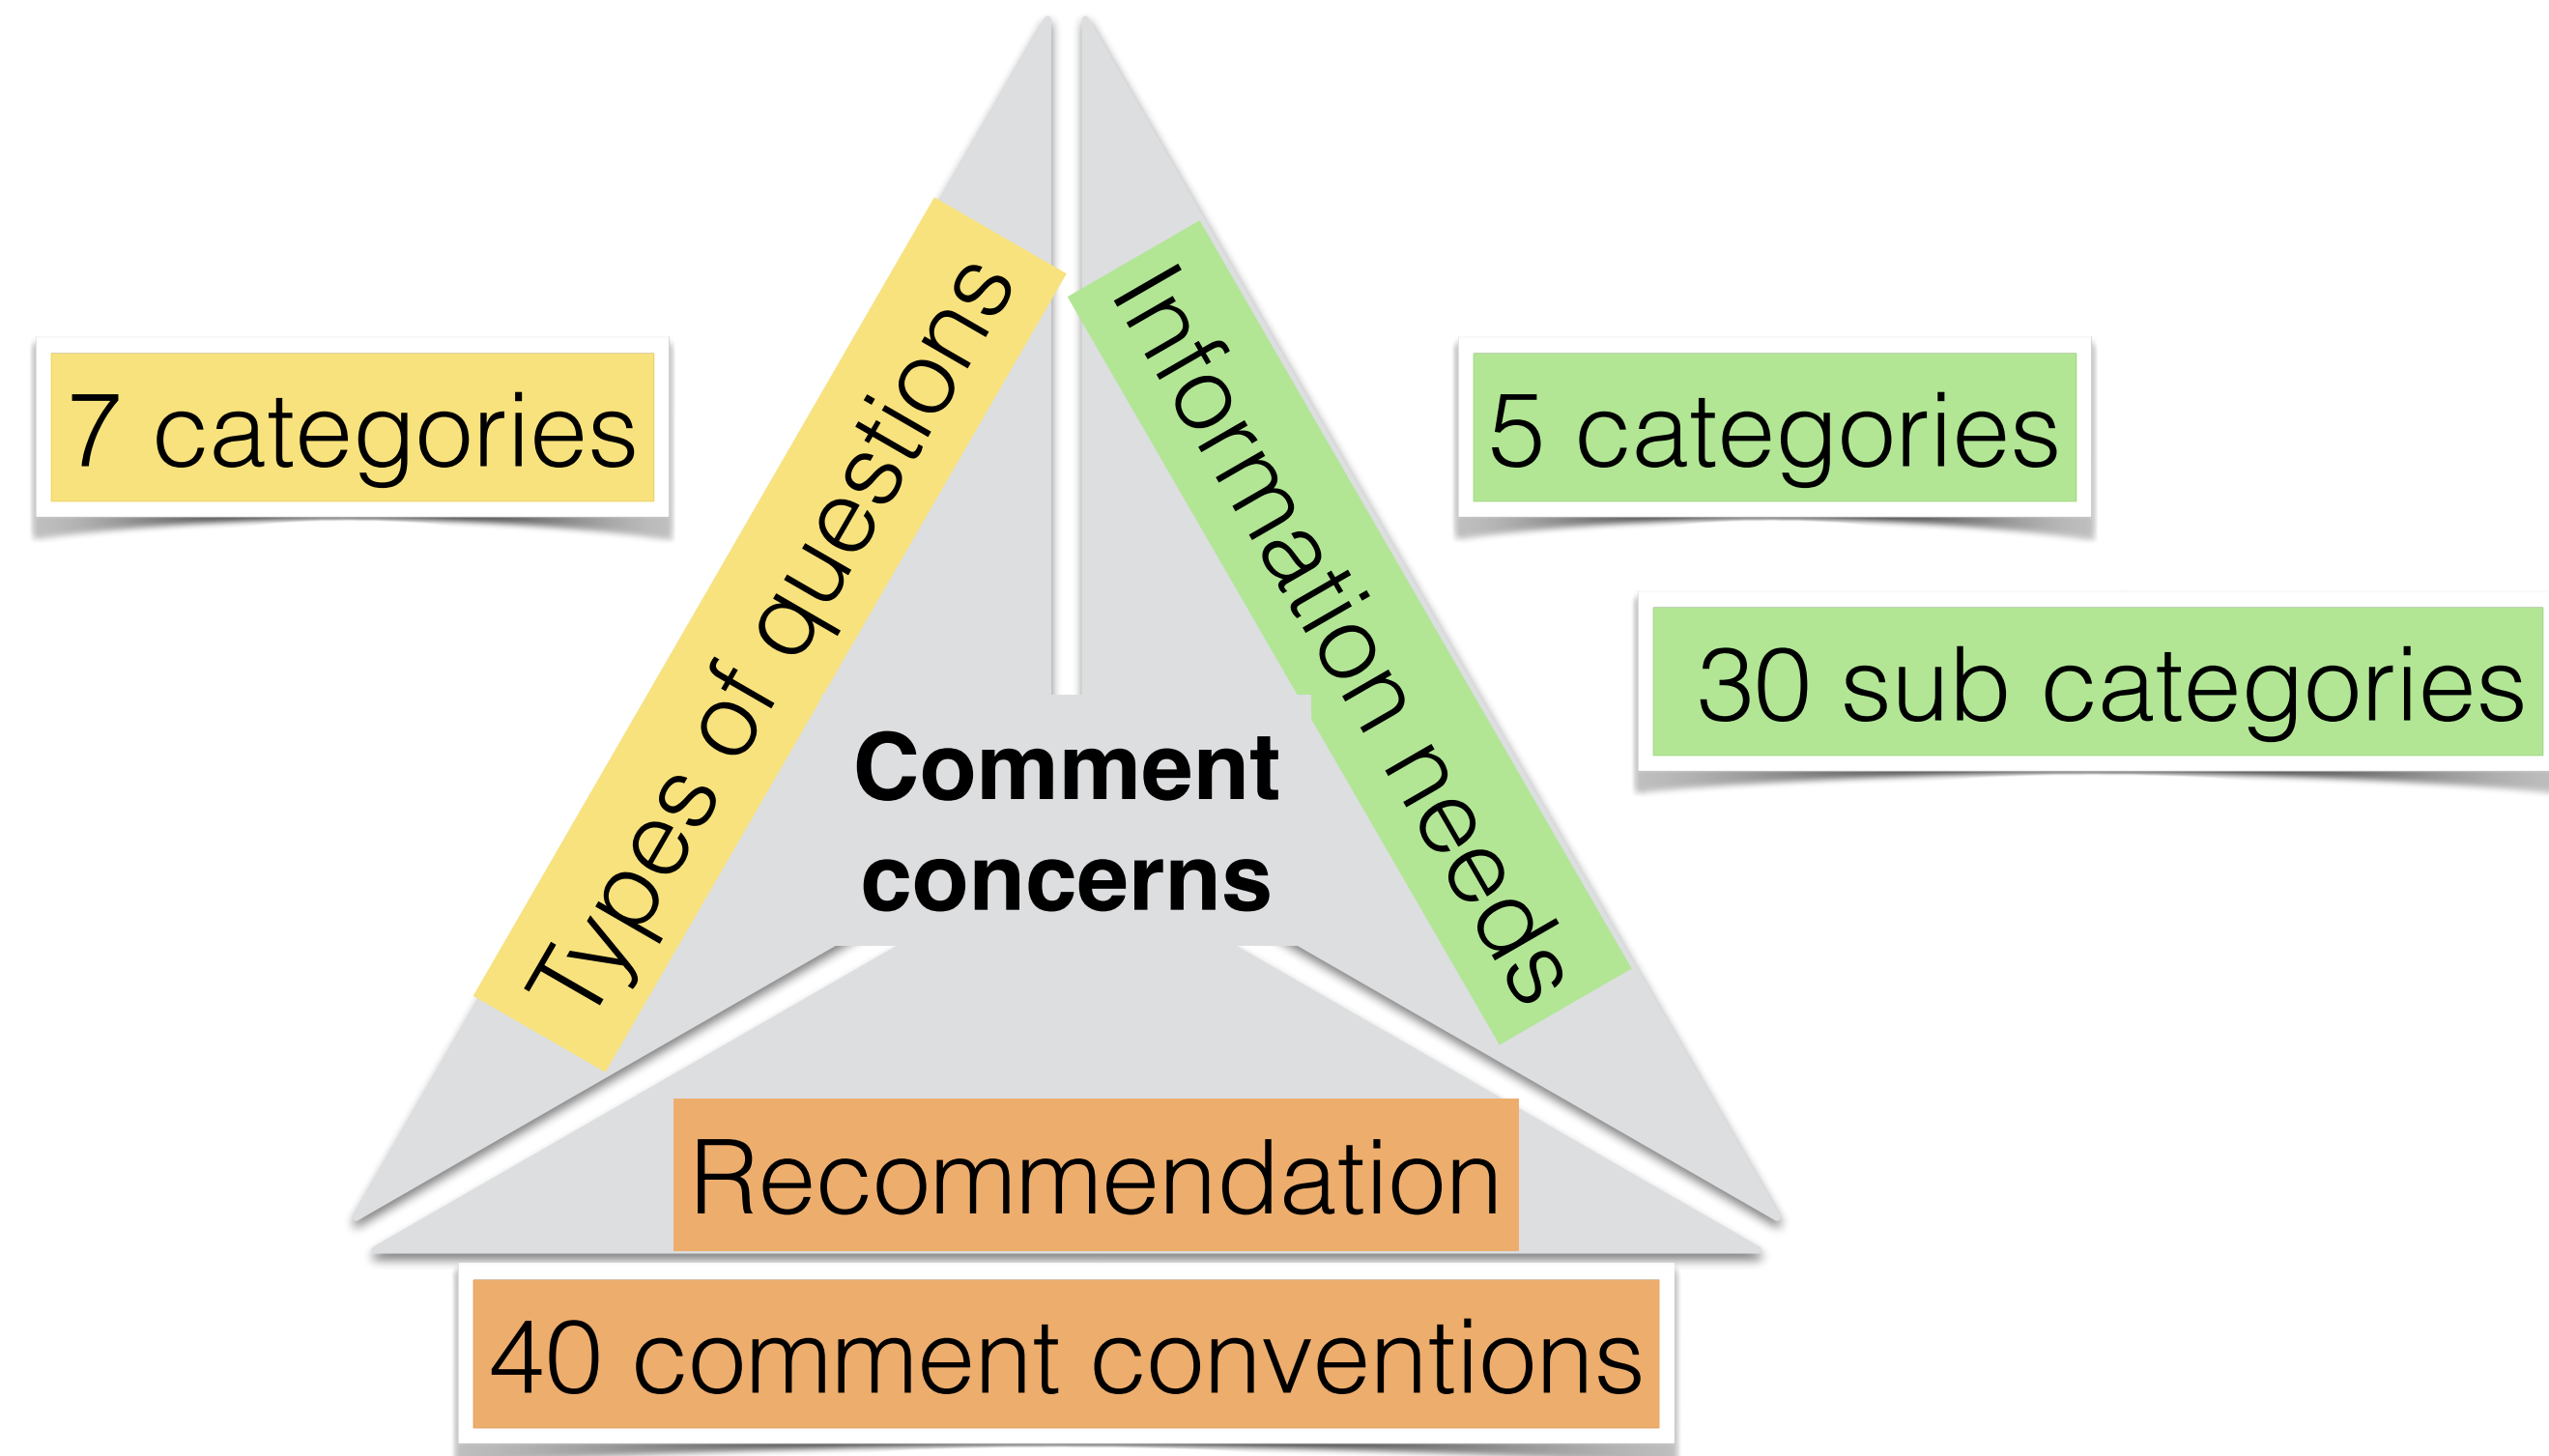 Types of questions
Information needs
7 categories
5 categories
30 sub categories
Comment
concerns
Recommendation
40 comment conventions